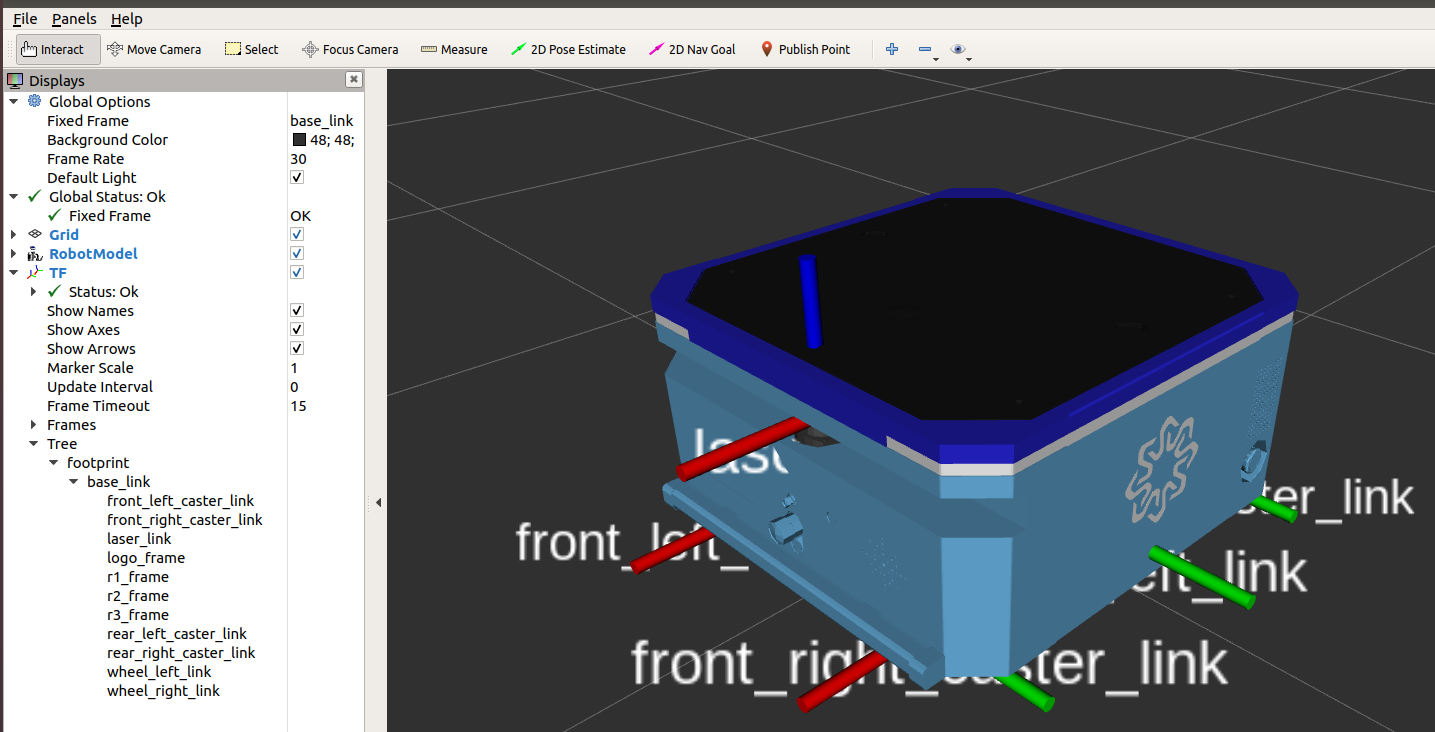 File Panels Help
Interact Move Camera Select Focus Camera Measure 2D Pose Estimate 2D Nav Goal Publish Point
Displays
Global Options
Fixed Frame base_link
Background Color 48; 48;
Frame Rate 30
Default Light
Global Status: Ok
Fixed Frame OK
Grid
RobotModel
TF
Status: Ok
Show Names
Show Axes
Show Arrows
Marker Scale 1
Update Interval 0
Frame Timeout 15
Frames
Tree
footprint
base_link
front_left_caster_link
front_right_caster_link
laser_link
logo_frame
r1_frame
r2_frame
r3_frame
rear_left_caster_link
rear_right_caster_link
wheel_left_link
wheel_right_link
front_left_
ster_link
eft_link
front_right_caster_link